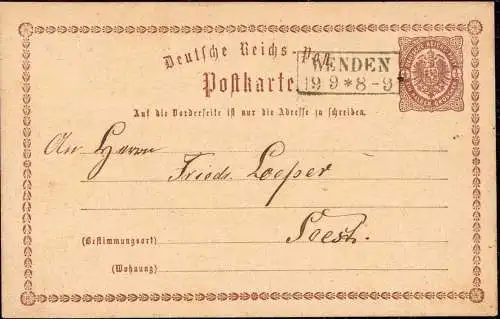 Deutsche Reichs-Post
WENDEN
19 9 * 8-9
Postkarte
Auf die Vorderseite ist nur die Adresse zu schreiben.
An Herrn
Friedr. Loeper
(Bestimmungsort) Soest.
(Wohnung)